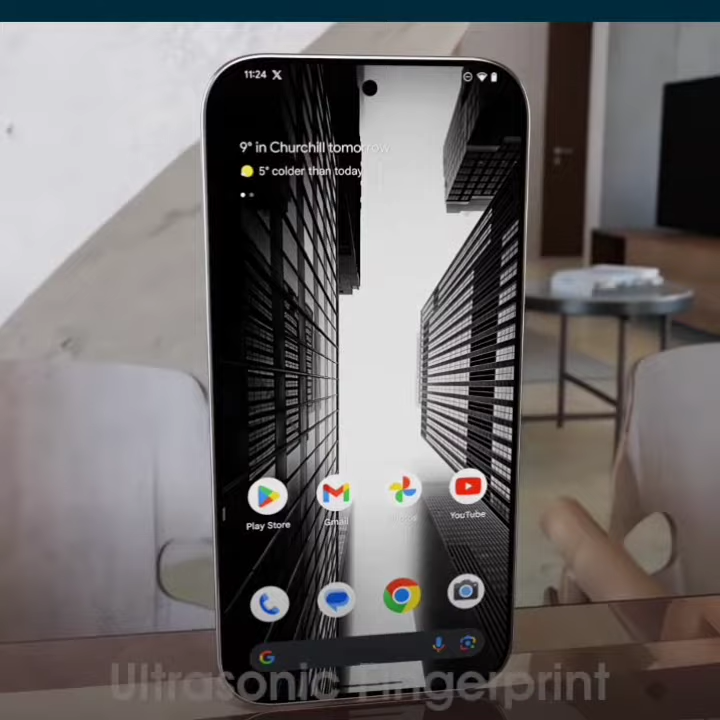 11:24
9° in Churchill tomorrow
5° colder than today
Play Store
Gmail
YouTube
Ultrasonic Fingerprint